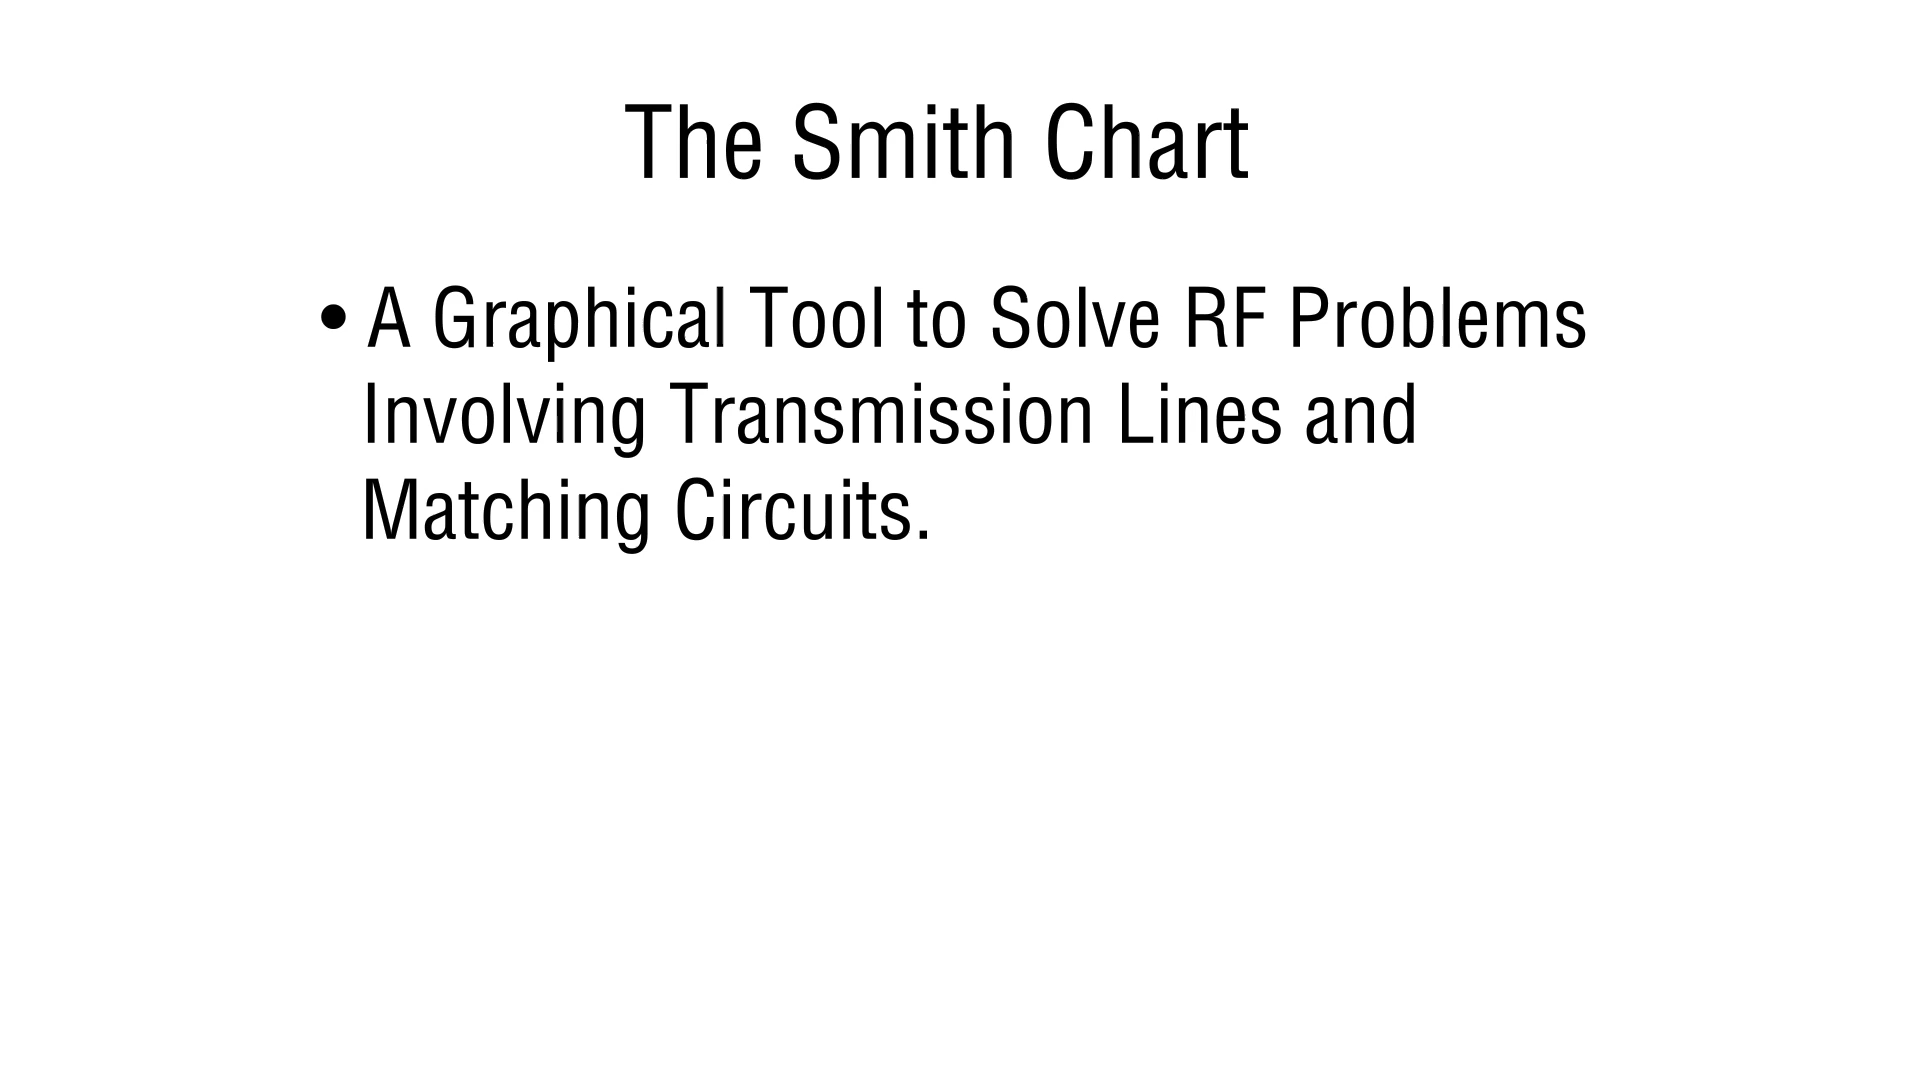 The Smith Chart
• A Graphical Tool to Solve RF Problems
Involving Transmission Lines and
Matching Circuits.